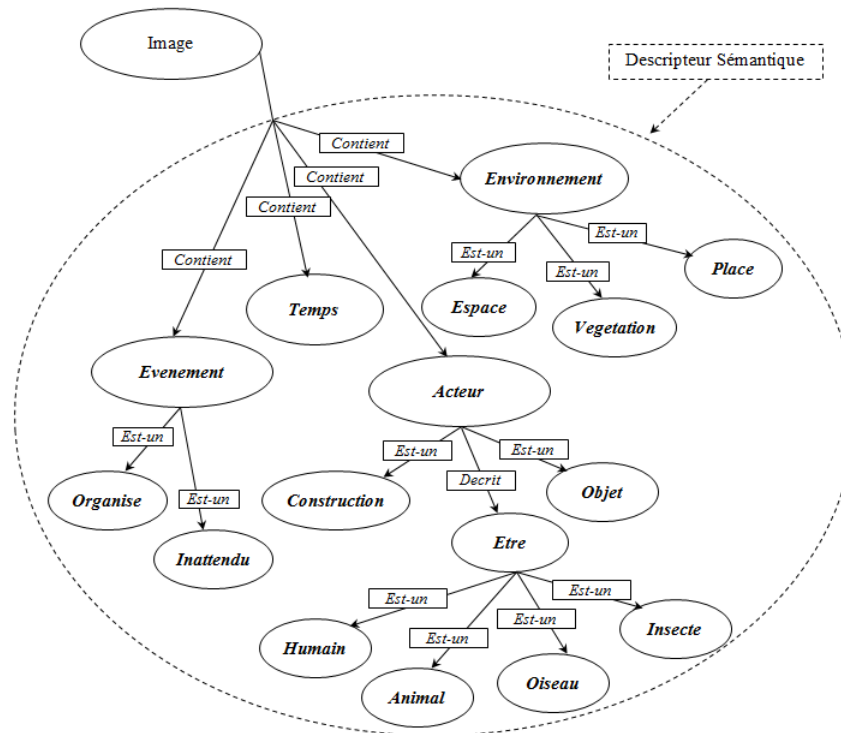 Image
Descripteur Sémantique
Contient
Contient
Contient
Contient
Environnement
Est-un
Est-un
Est-un
Place
Espace
Vegetation
Temps
Evenement
Acteur
Est-un
Est-un
Est-un
Decrit
Est-un
Organise
Inattendu
Construction
Objet
Etre
Est-un
Est-un
Est-un
Est-un
Humain
Animal
Oiseau
Insecte